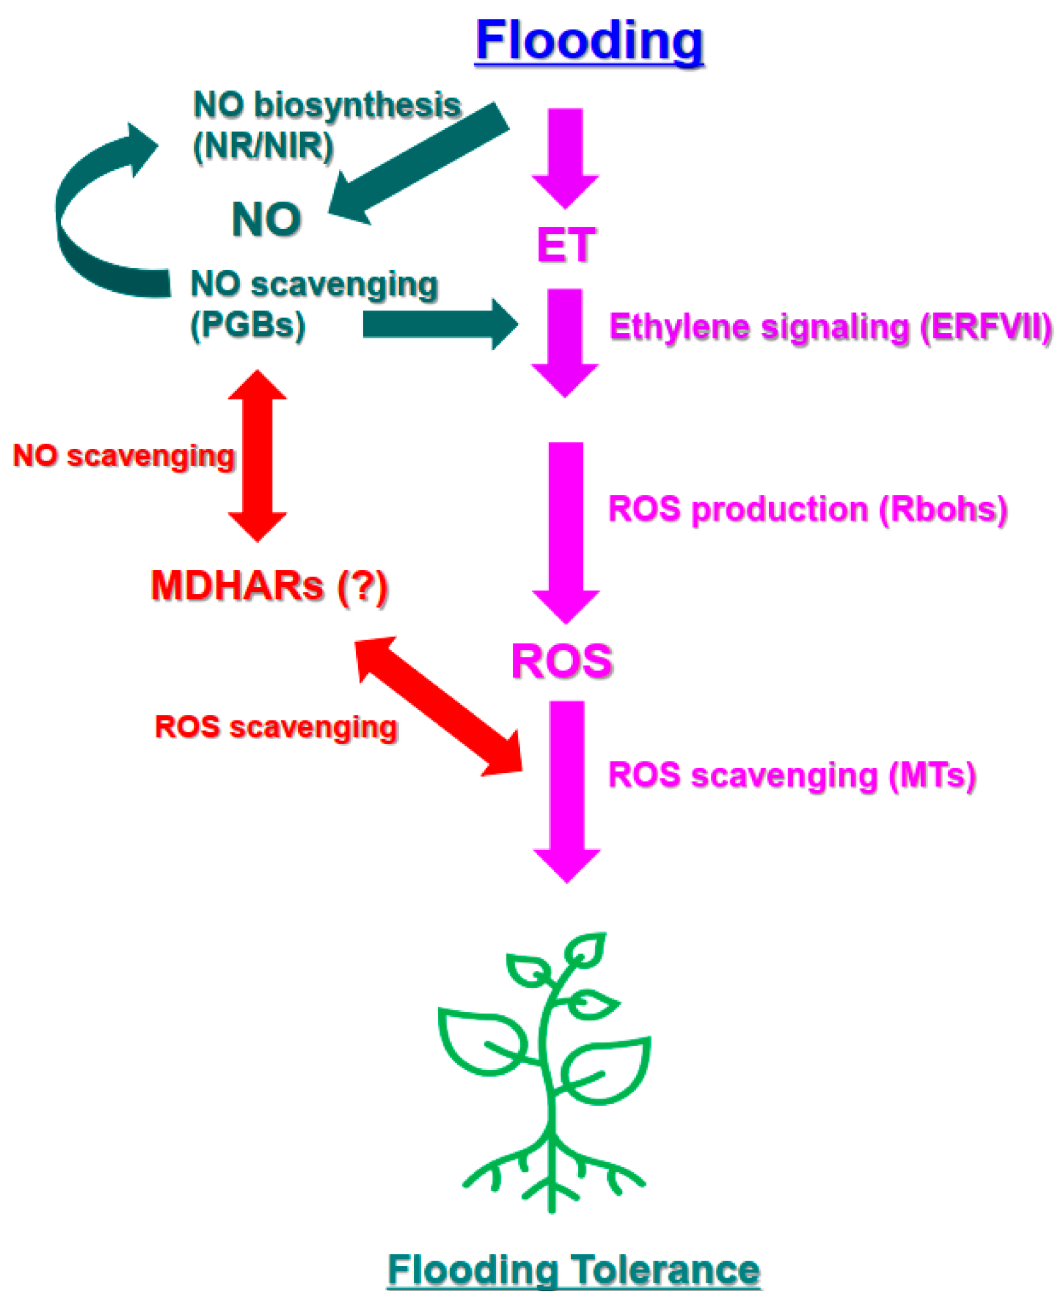 Flooding
NO biosynthesis
(NR/NIR)
NO
ET
NO scavenging
(PGBs)
Ethylene signaling (ERFVII)
NO scavenging
ROS production (Rbohs)
MDHARs (?)
ROS
ROS scavenging
ROS scavenging (MTs)
Flooding Tolerance